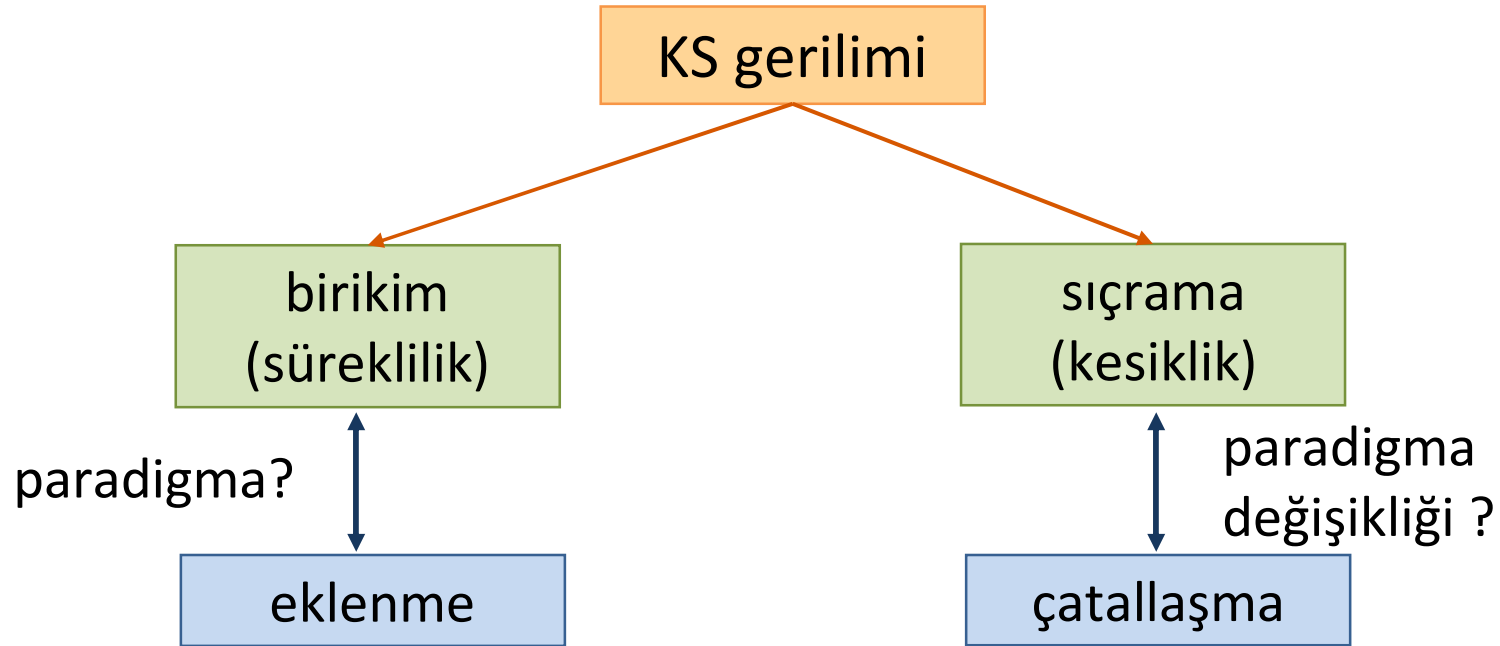 KS gerilimi
birikim
(süreklilik)
sıçrama
(kesiklik)
paradigma?
paradigma
değişikliği ?
eklenme
çatallaşma